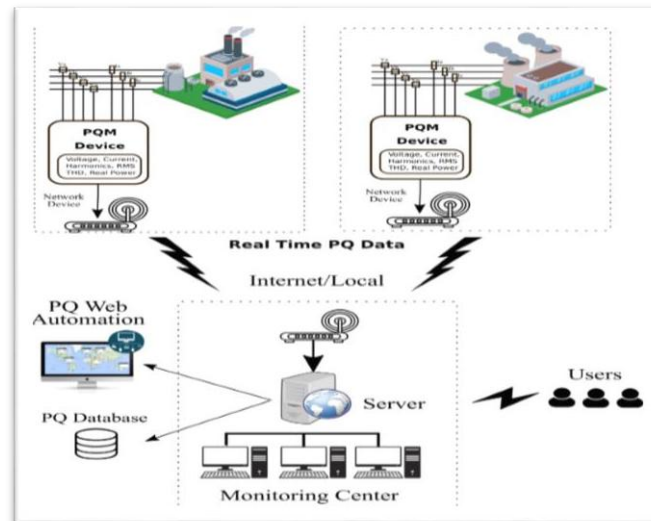 PQM
Device
Voltage, Current,
Harmonics, RMS
THD, Real Power
Network
Device
PQM
Device
Voltage, Current,
Harmonics, RMS
THD, Real Power
Network
Device
Real Time PQ Data
Internet/Local
PQ Web
Automation
PQ Database
Server
Users
Monitoring Center